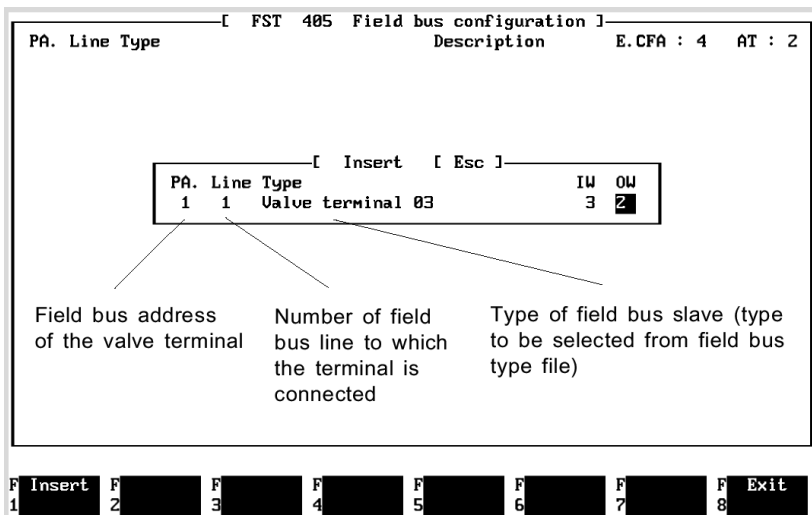 [ FST 405 Field bus configuration ]
PA. Line Type Description E.CFA : 4 AT : 2
[ Insert [ Esc ]
PA. Line Type IW OW
1 1 Valve terminal 03 3 2
Field bus address
of the valve terminal
Number of field
bus line to which
the terminal is
connected
Type of field bus slave (type
to be selected from field bus
type file)
F1 Insert F2 F3 F4 F5 F6 F7 F8 Exit